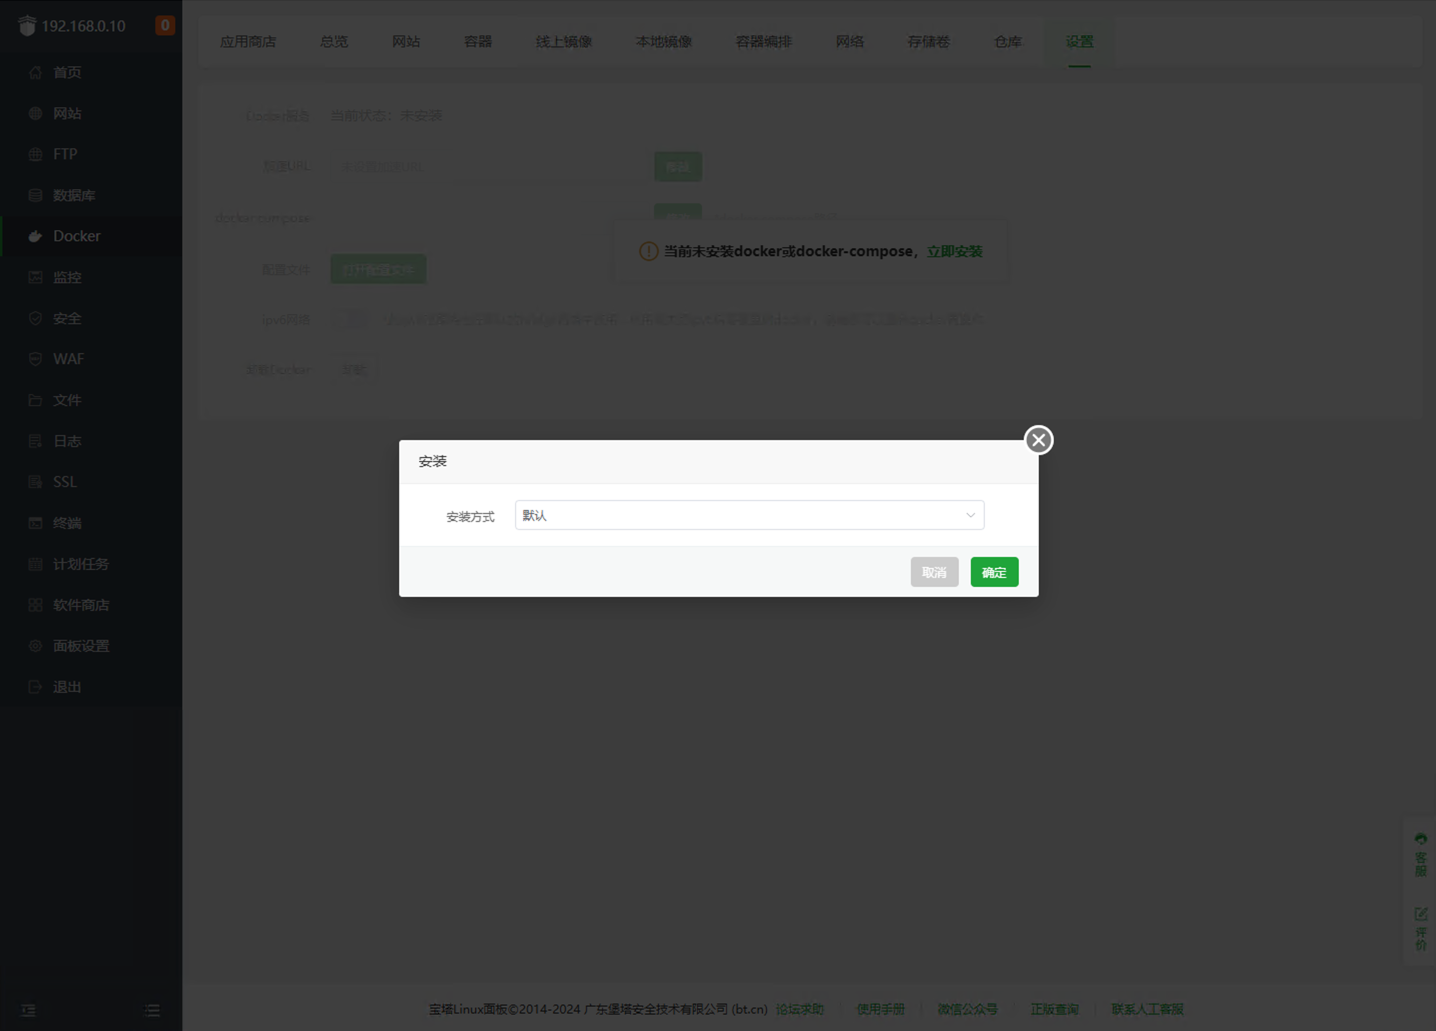 192.168.0.10 0
首页
网站
FTP
数据库
Docker
监控
安全
WAF
文件
日志
SSL
终端
计划任务
软件商店
面板设置
退出
应用商店 总览 网站 容器 线上镜像 本地镜像 容器编排 网络 存储卷 仓库 设置
Docker服务 当前状态：未安装
docker-compose
当前未安装docker或docker-compose，立即安装
配置文件 打开配置文件
ipv6网络
卸载Docker 卸载
安装
安装方式 默认
取消 确定
客服
评价
宝塔Linux面板©2014-2024 广东堡塔安全技术有限公司 (bt.cn) 论坛求助 使用手册 微信公众号 正版查询 联系人工客服